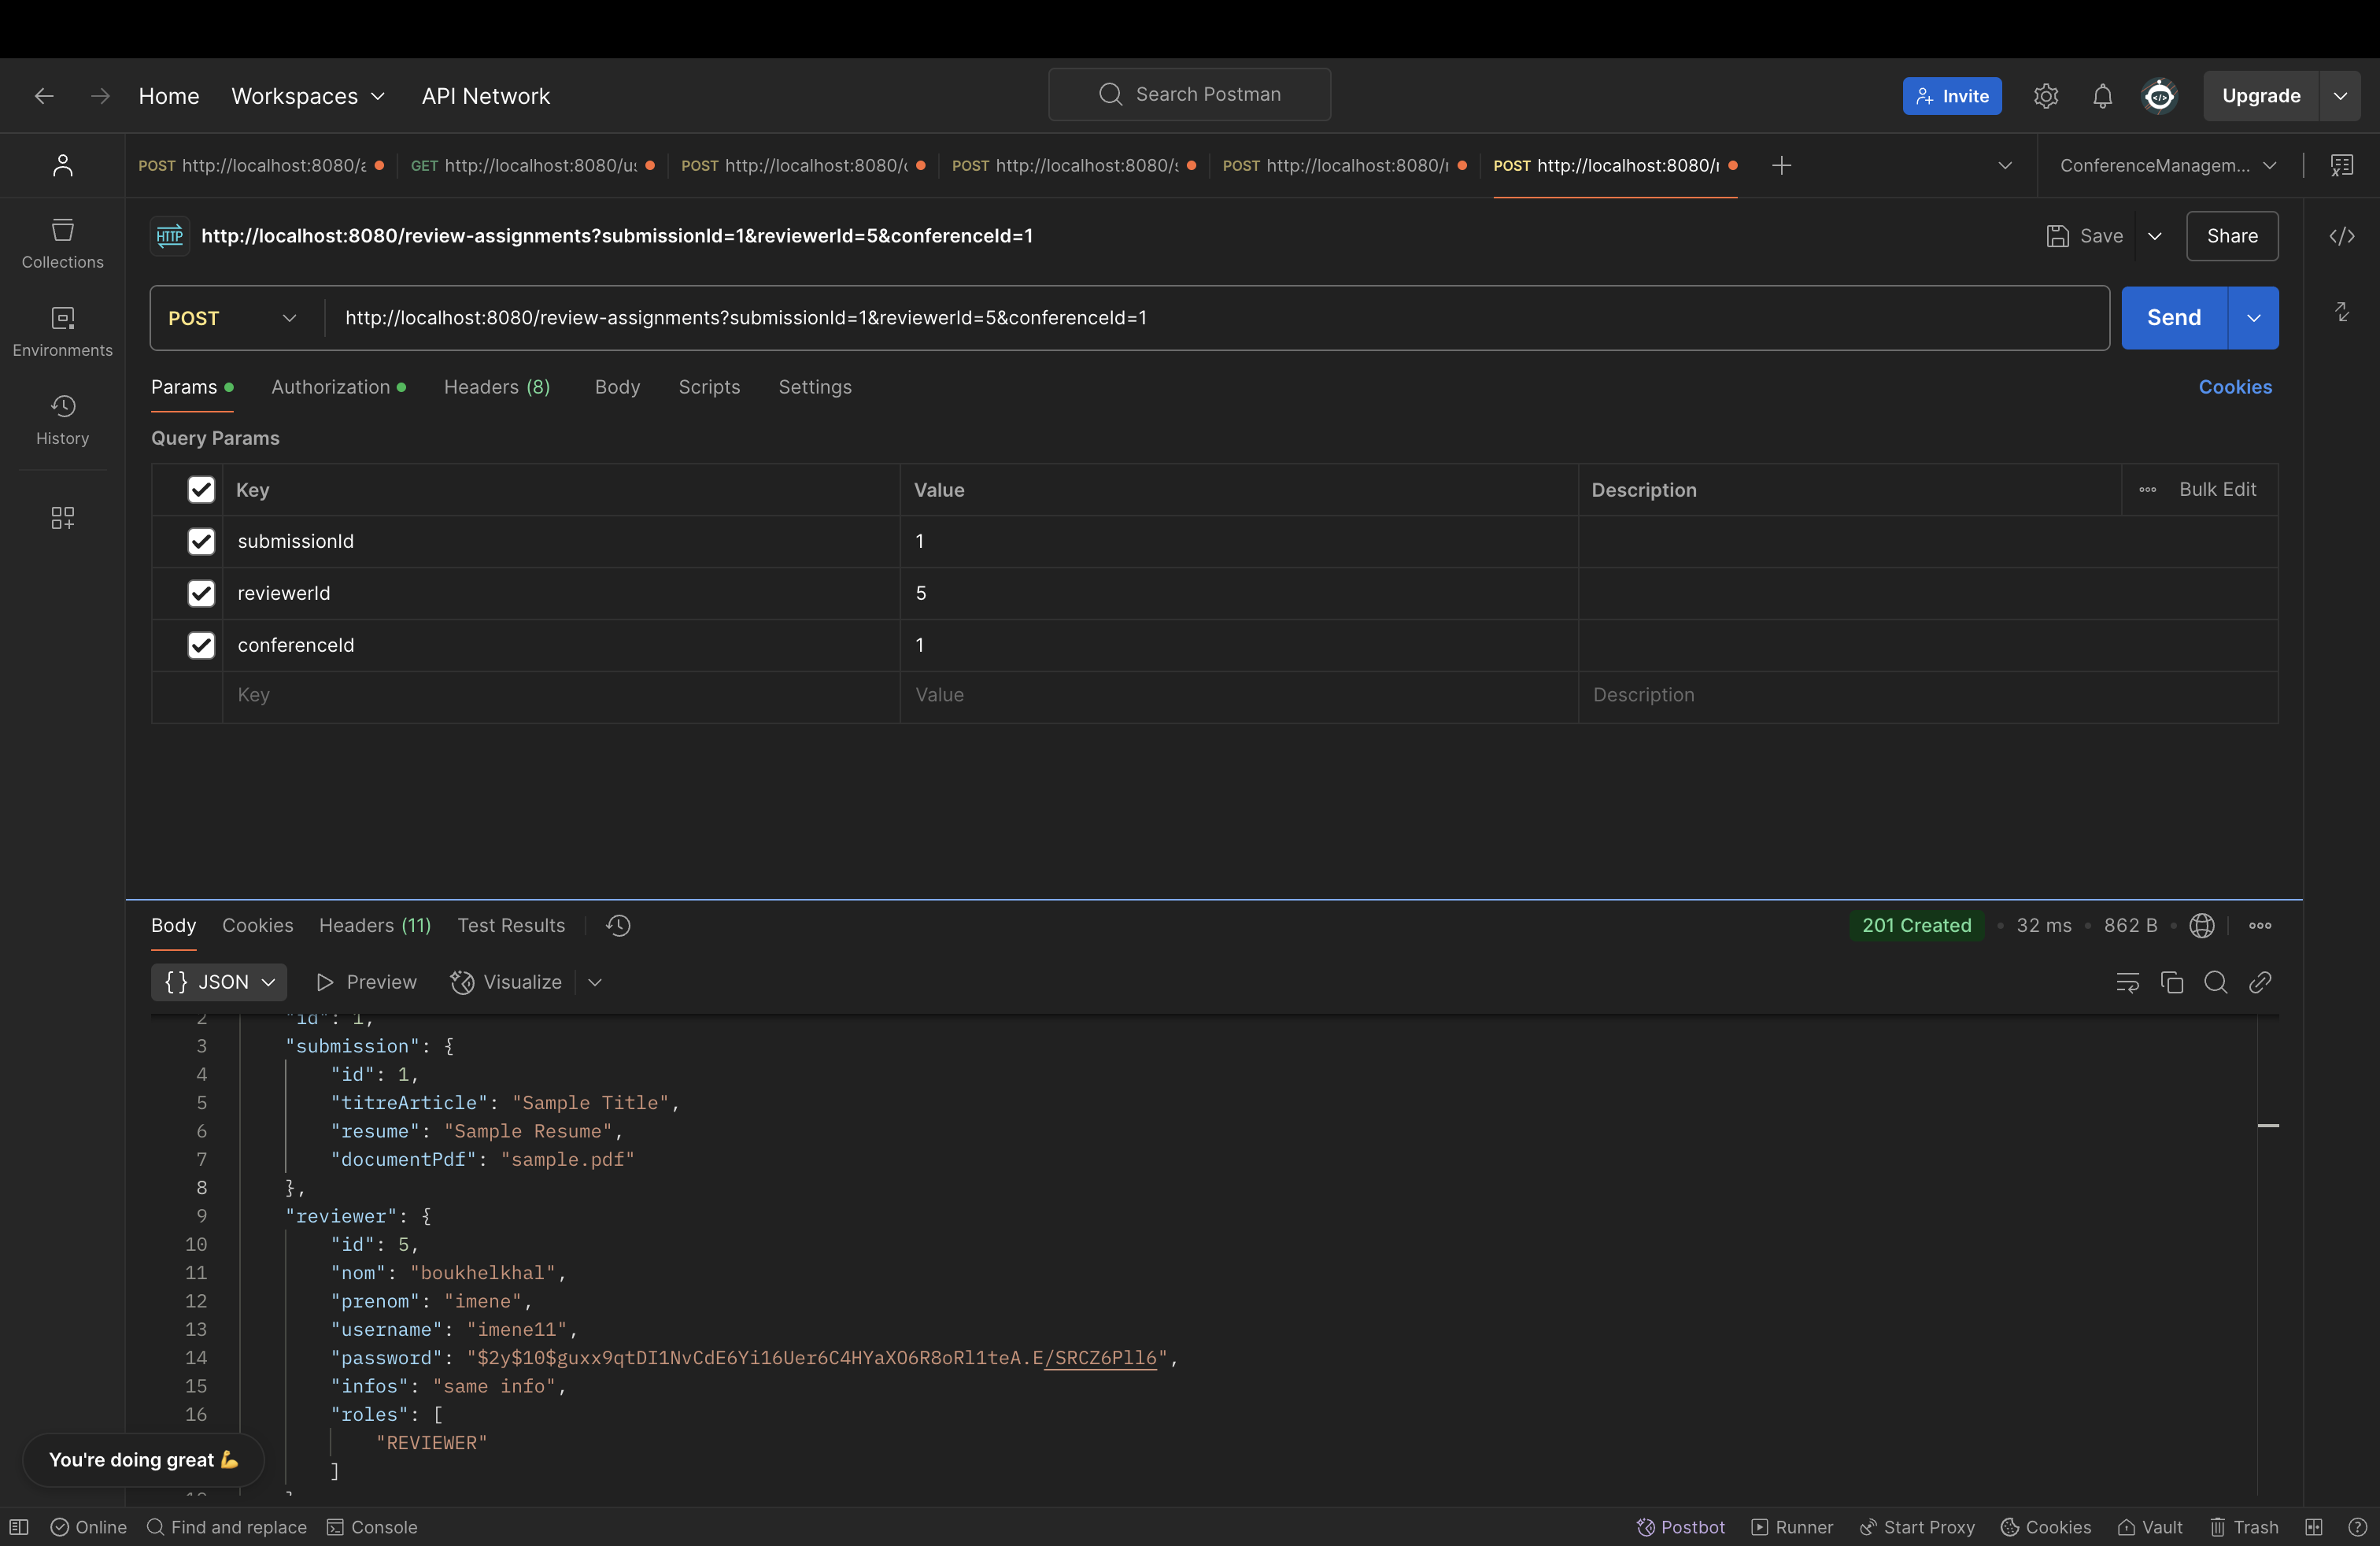 Home Workspaces API Network Search Postman Invite Upgrade
POST http://localhost:8080/ GET http://localhost:8080/u POST http://localhost:8080/ POST http://localhost:8080/ POST http://localhost:8080/ POST http://localhost:8080/ ConferenceManagem...
HTTP http://localhost:8080/review-assignments?submissionId=1&reviewerId=5&conferenceId=1 Save Share
Collections
POST http://localhost:8080/review-assignments?submissionId=1&reviewerId=5&conferenceId=1 Send
Environments
Params Authorization Headers (8) Body Scripts Settings Cookies
History
Query Params
Key Value Description Bulk Edit
submissionId 1
reviewerId 5
conferenceId 1
Key Value Description
Body Cookies Headers (11) Test Results 201 Created • 32 ms • 862 B
{} JSON Preview Visualize
2 "id": 1,
3 "submission": {
4 "id": 1,
5 "titreArticle": "Sample Title",
6 "resume": "Sample Resume",
7 "documentPdf": "sample.pdf"
8 },
9 "reviewer": {
10 "id": 5,
11 "nom": "boukhelkhal",
12 "prenom": "imene",
13 "username": "imene11",
14 "password": "$2y$10$guxx9qtDI1NvCdE6Yi16Uer6C4HYaXO6R8oRl1teA.E/SRCZ6Pll6",
15 "infos": "same info",
16 "roles": [
"REVIEWER"
You're doing great 💪
]
Online Find and replace Console Postbot Runner Start Proxy Cookies Vault Trash